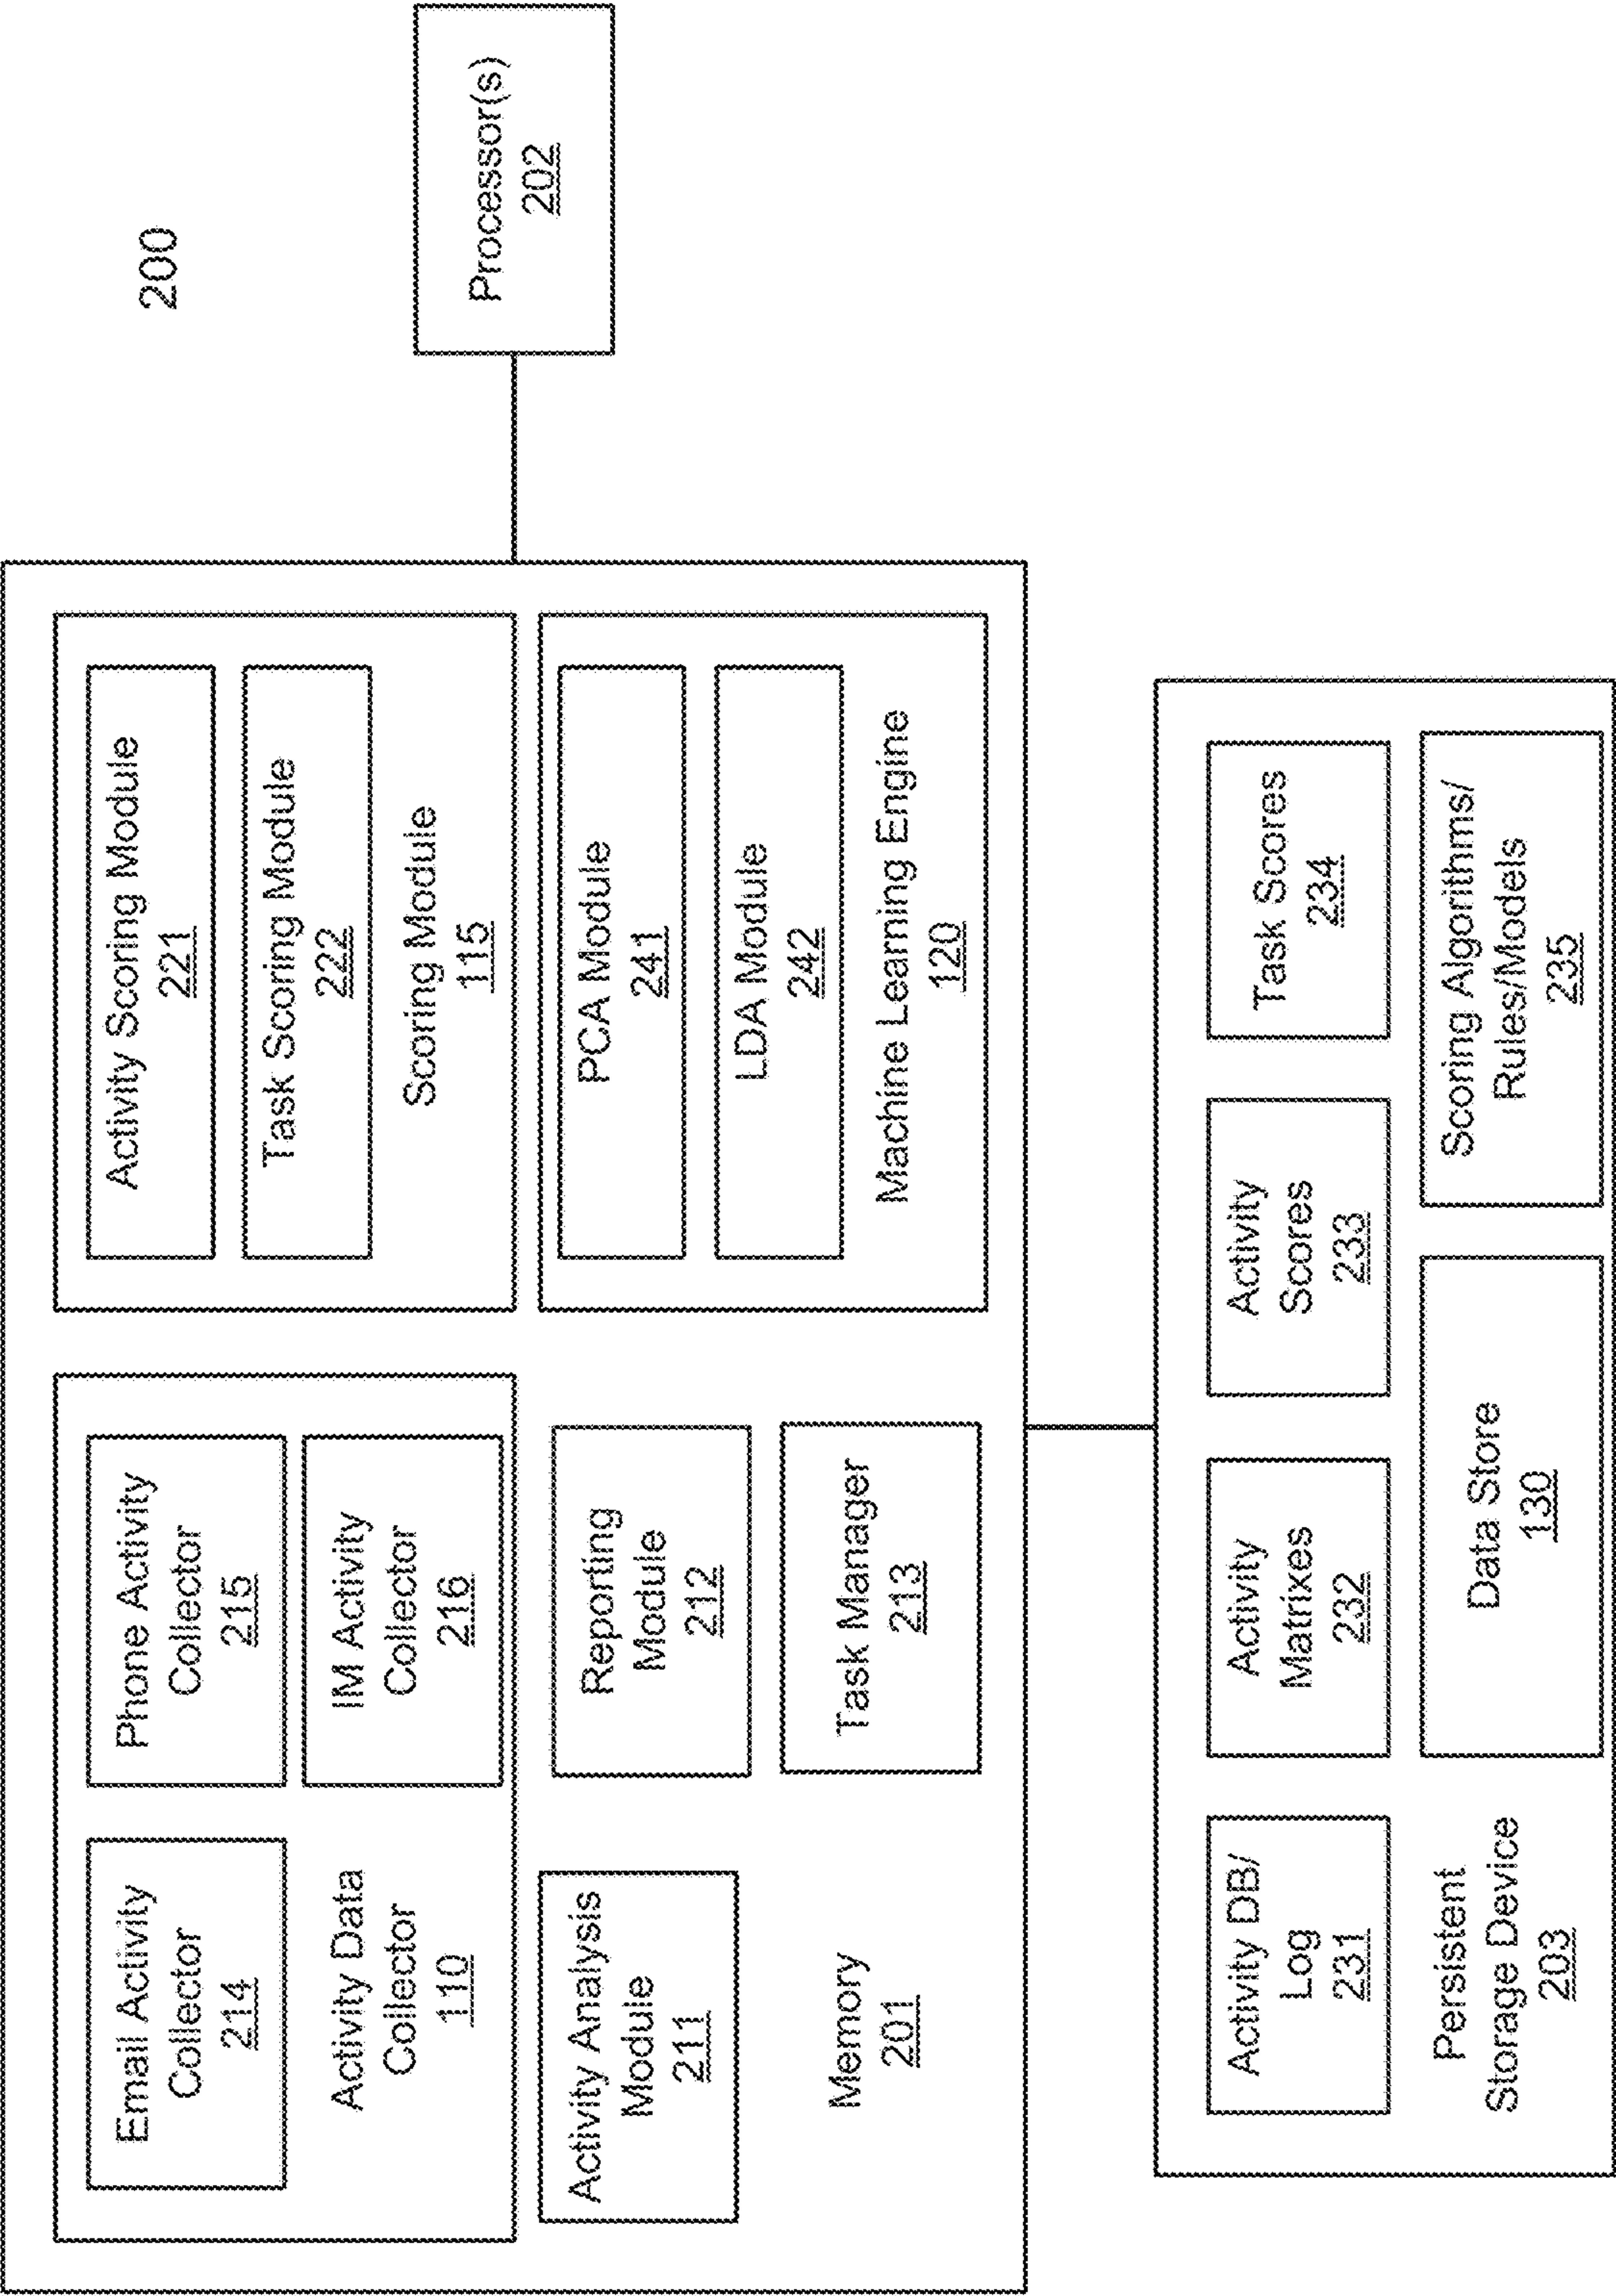 200
Email Activity
Collector
214
Phone Activity
Collector
215
Activity Data
Collector
110
IM Activity
Collector
216
Activity Scoring Module
221
Task Scoring Module
222
Scoring Module
115
Activity Analysis
Module
211
Reporting
Module
212
Task Manager
213
PCA Module
241
LDA Module
242
Machine Learning Engine
120
Memory
201
Processor(s)
202
Activity DB/
Log
231
Activity
Matrixes
232
Activity
Scores
233
Task Scores
234
Persistent
Storage Device
203
Data Store
130
Scoring Algorithms/
Rules/Models
235